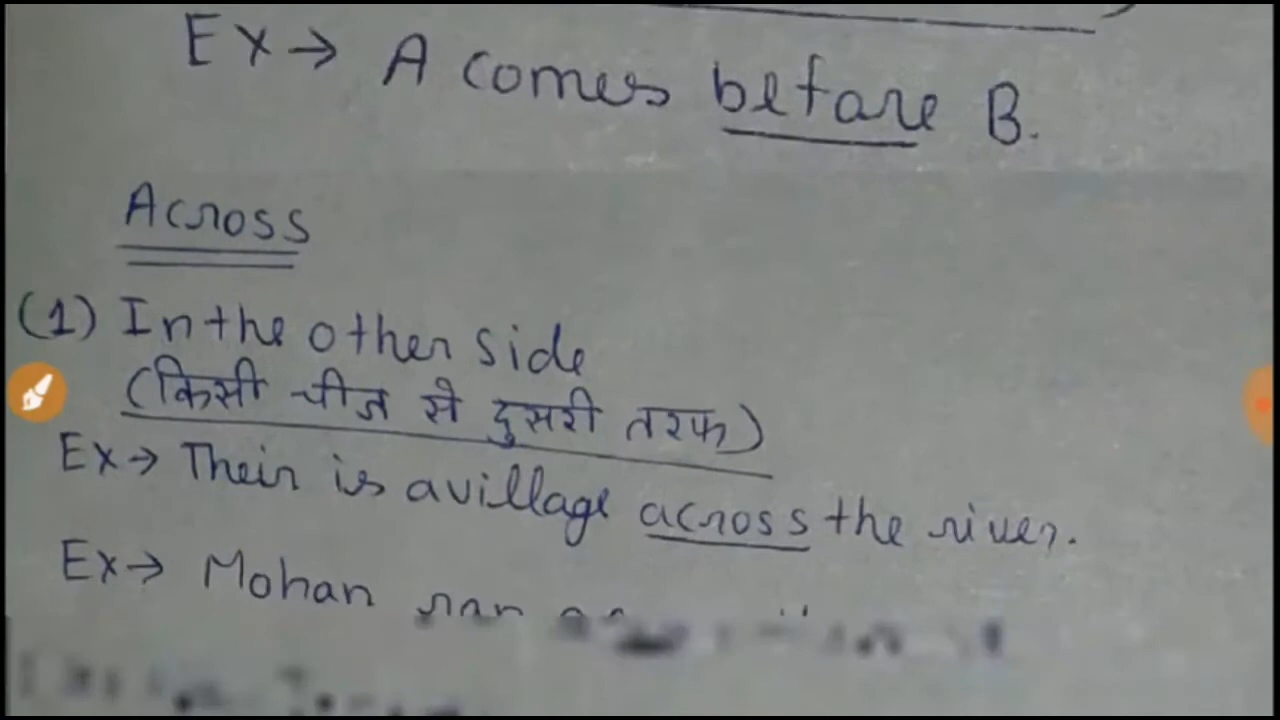 Ex→ A comes before B.
Across
(1) In the other side
(किसी चीज से दुसरी तरफ)
Ex→ Their is a village across the river.
Ex→ Mohan ran